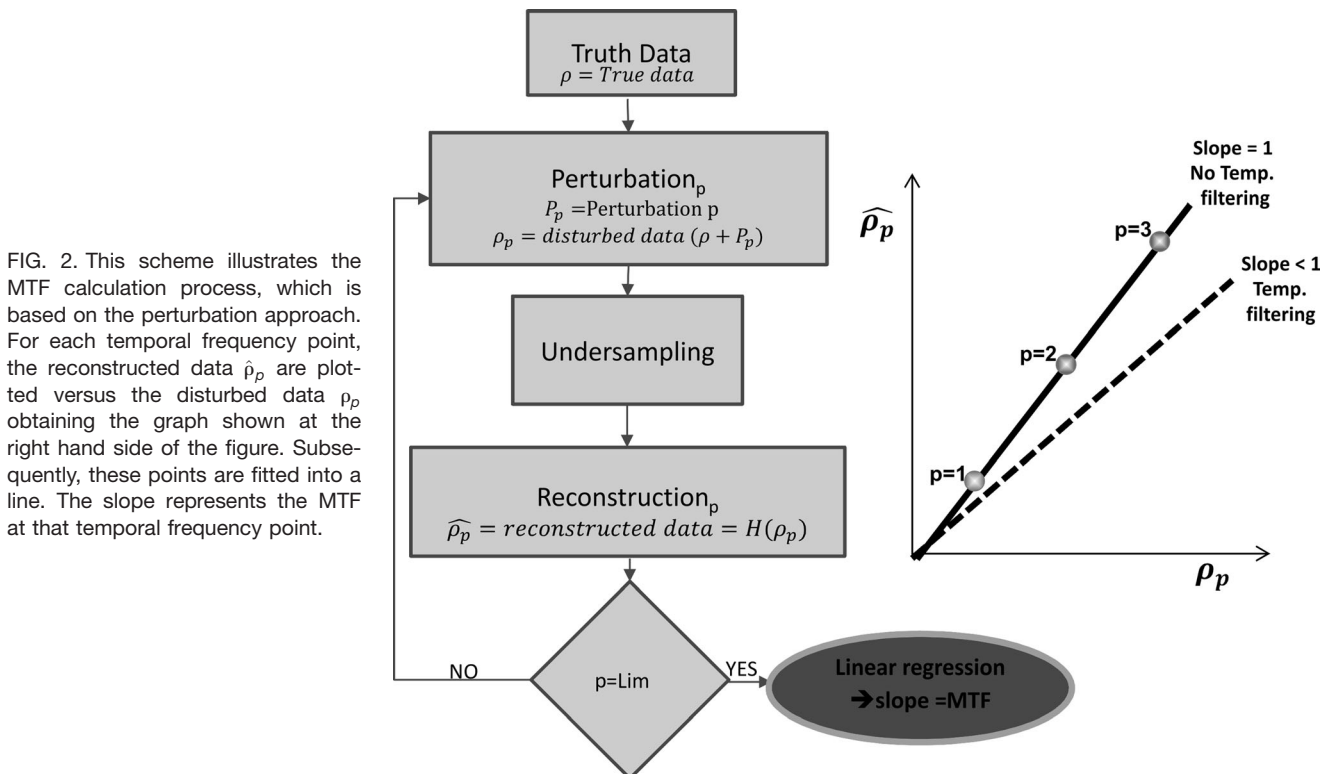 FIG. 2. This scheme illustrates the
MTF calculation process, which is
based on the perturbation approach.
For each temporal frequency point,
the reconstructed data ρ̂p are plot-
ted versus the disturbed data ρp
obtaining the graph shown at the
right hand side of the figure. Subse-
quently, these points are fitted into a
line. The slope represents the MTF
at that temporal frequency point.
Truth Data
ρ = True data
Perturbationp
Pp =Perturbation p
ρp = disturbed data (ρ + Pp)
Undersampling
Reconstructionp
ρ̂p = reconstructed data = H(ρp)
p=Lim
NO
YES
Linear regression
➔slope =MTF
ρ̂p
Slope = 1
No Temp.
filtering
p=3
Slope < 1
Temp.
filtering
p=2
p=1
ρp